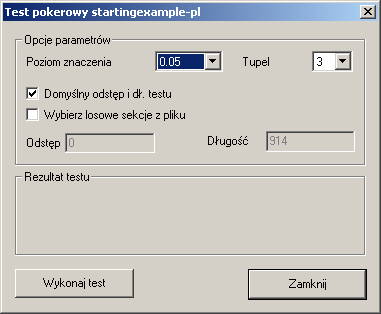 Test pokerowy startingexample-pl
Opcje parametrów
Poziom znaczenia 0.05 Tupel 3
Domyślny odstęp i dł. testu
Wybierz losowe sekcje z pliku
Odstęp 0 Długość 914
Rezultat testu
Wykonaj test Zamknij